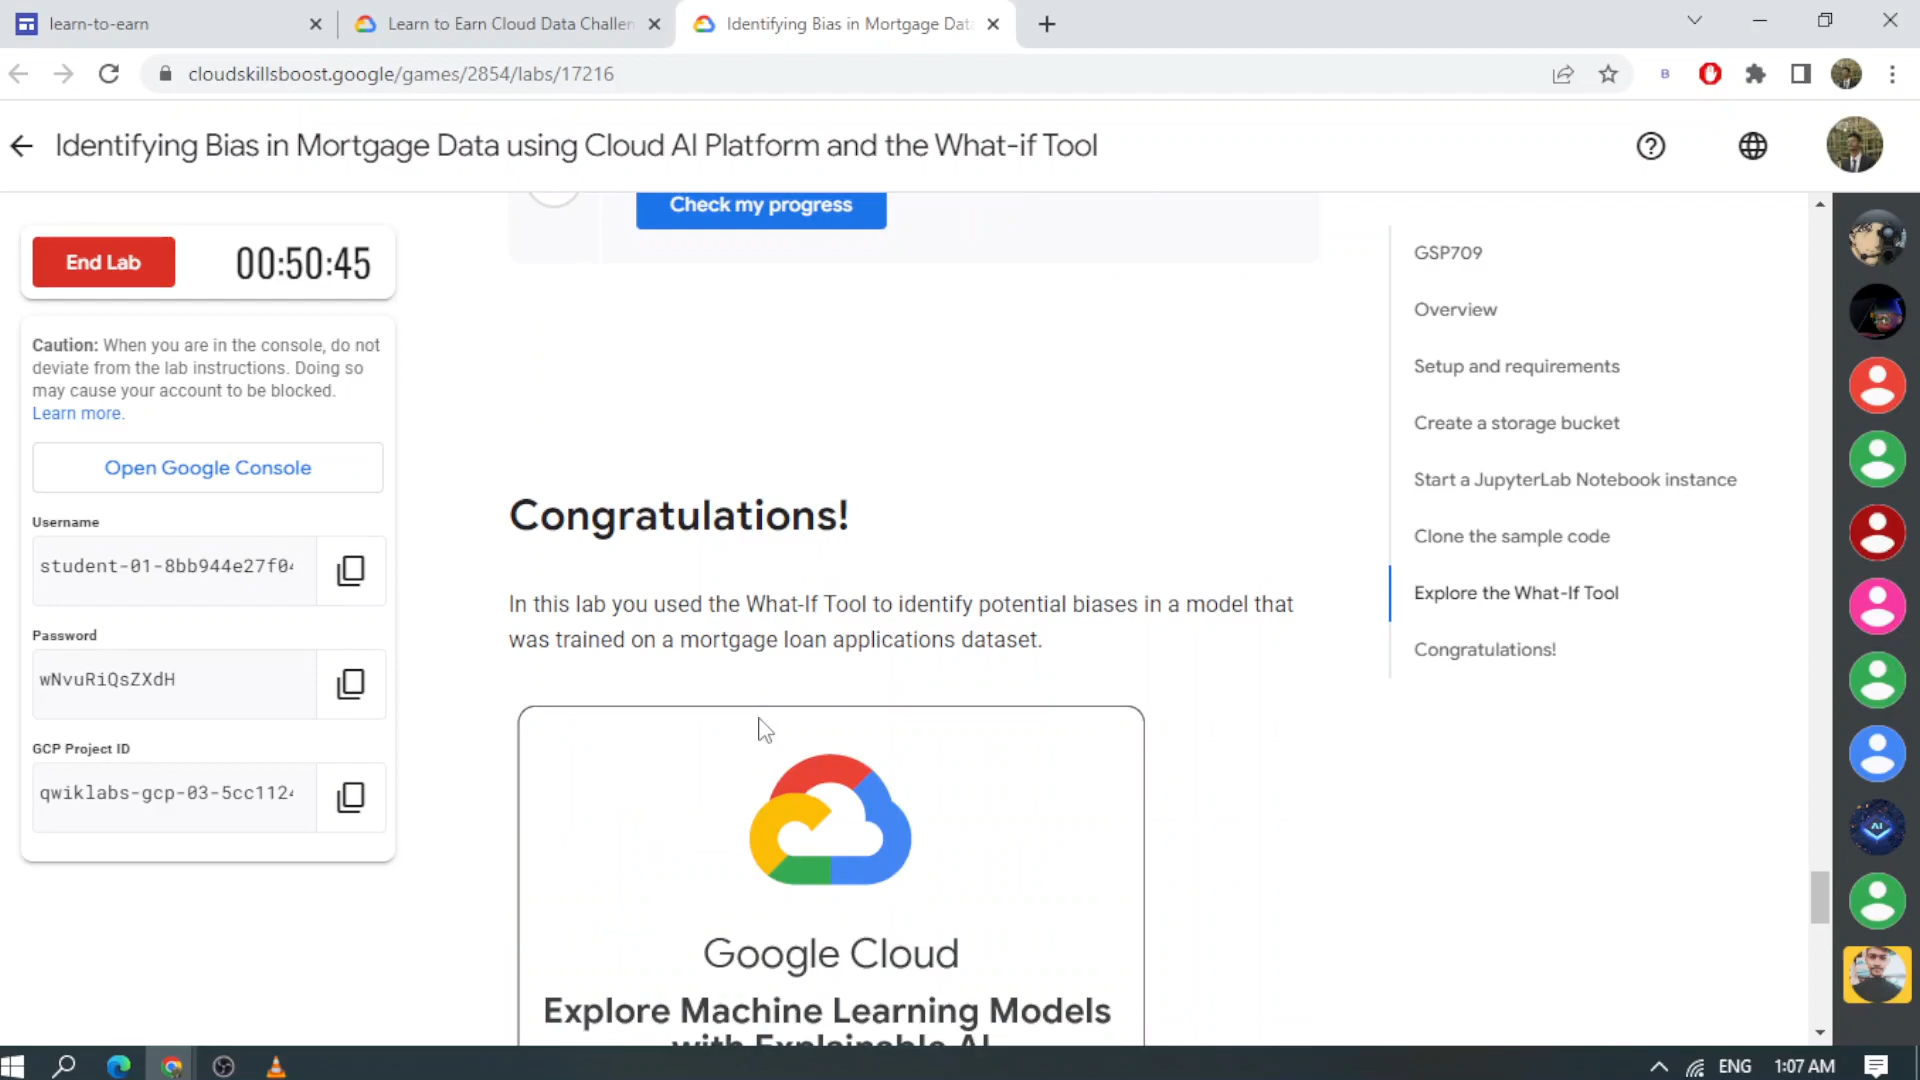 learn-to-earn
Learn to Earn Cloud Data Challen
Identifying Bias in Mortgage Data
cloudskillsboost.google/games/2854/labs/17216
B
Identifying Bias in Mortgage Data using Cloud AI Platform and the What-if Tool
End Lab
00:50:45
Caution: When you are in the console, do not
deviate from the lab instructions. Doing so
may cause your account to be blocked.
Learn more.
Open Google Console
Username
student-01-8bb944e27f04
Password
wNvuRiQsZXdH
GCP Project ID
qwiklabs-gcp-03-5cc1124
Check my progress
Congratulations!
In this lab you used the What-If Tool to identify potential biases in a model that
was trained on a mortgage loan applications dataset.
Google Cloud
Explore Machine Learning Models
with Explainable AI
GSP709
Overview
Setup and requirements
Create a storage bucket
Start a JupyterLab Notebook instance
Clone the sample code
Explore the What-If Tool
Congratulations!
AI
ENG
1:07 AM